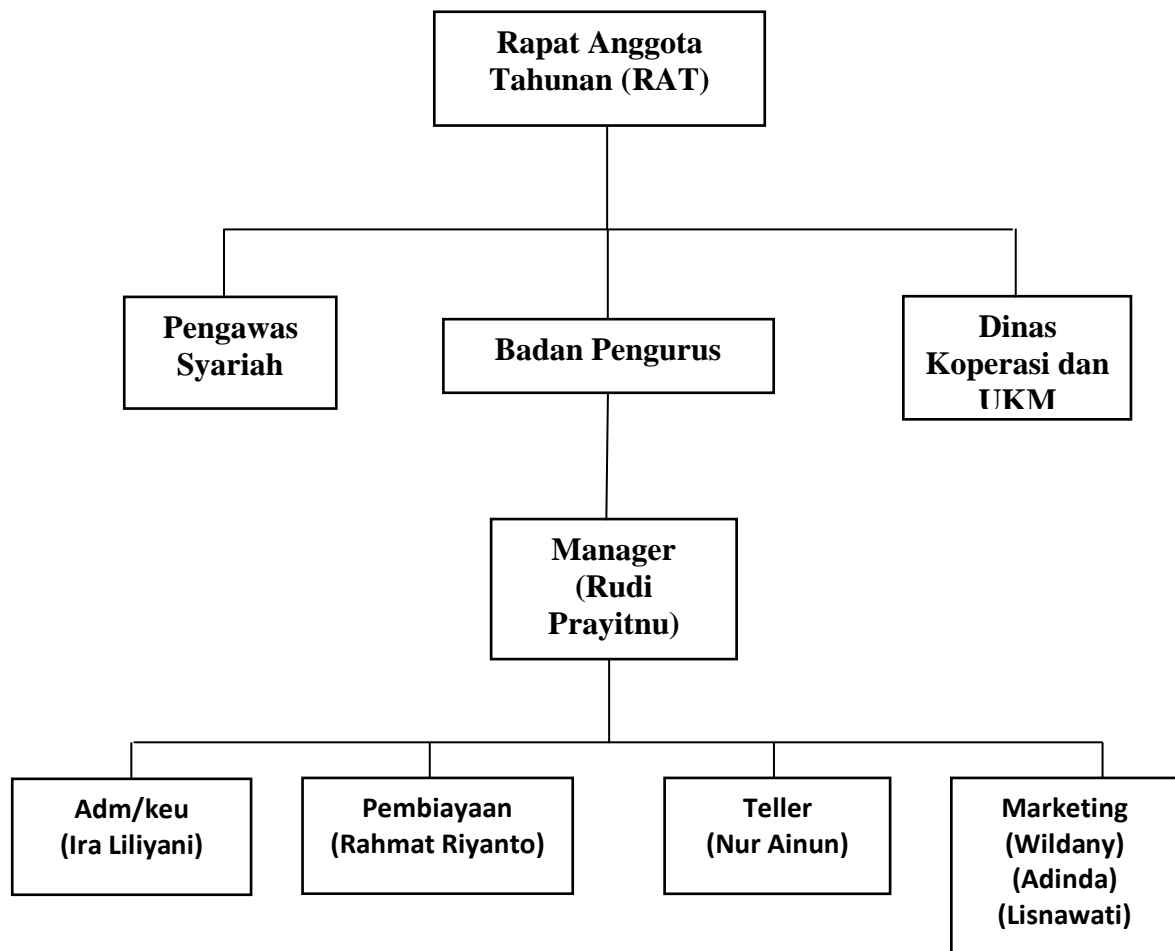 Rapat Anggota
Tahunan (RAT)
Pengawas
Syariah
Badan Pengurus
Dinas
Koperasi dan
UKM
Manager
(Rudi
Prayitnu)
Adm/keu
(Ira Liliyani)
Pembiayaan
(Rahmat Riyanto)
Teller
(Nur Ainun)
Marketing
(Wildany)
(Adinda)
(Lisnawati)